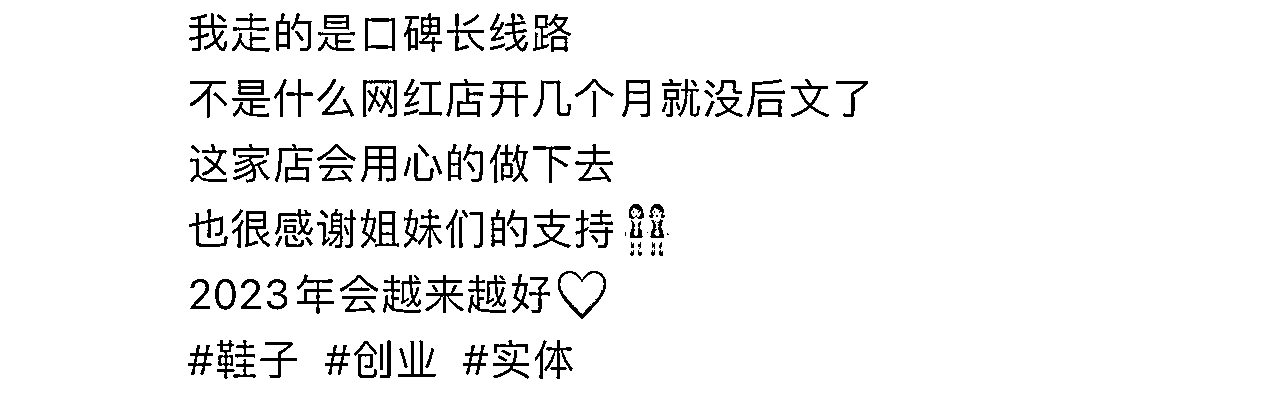 我走的是口碑长线路
不是什么网红店开几个月就没后文了
这家店会用心的做下去
也很感谢姐妹们的支持👭
2023年会越来越好♡
#鞋子 #创业 #实体